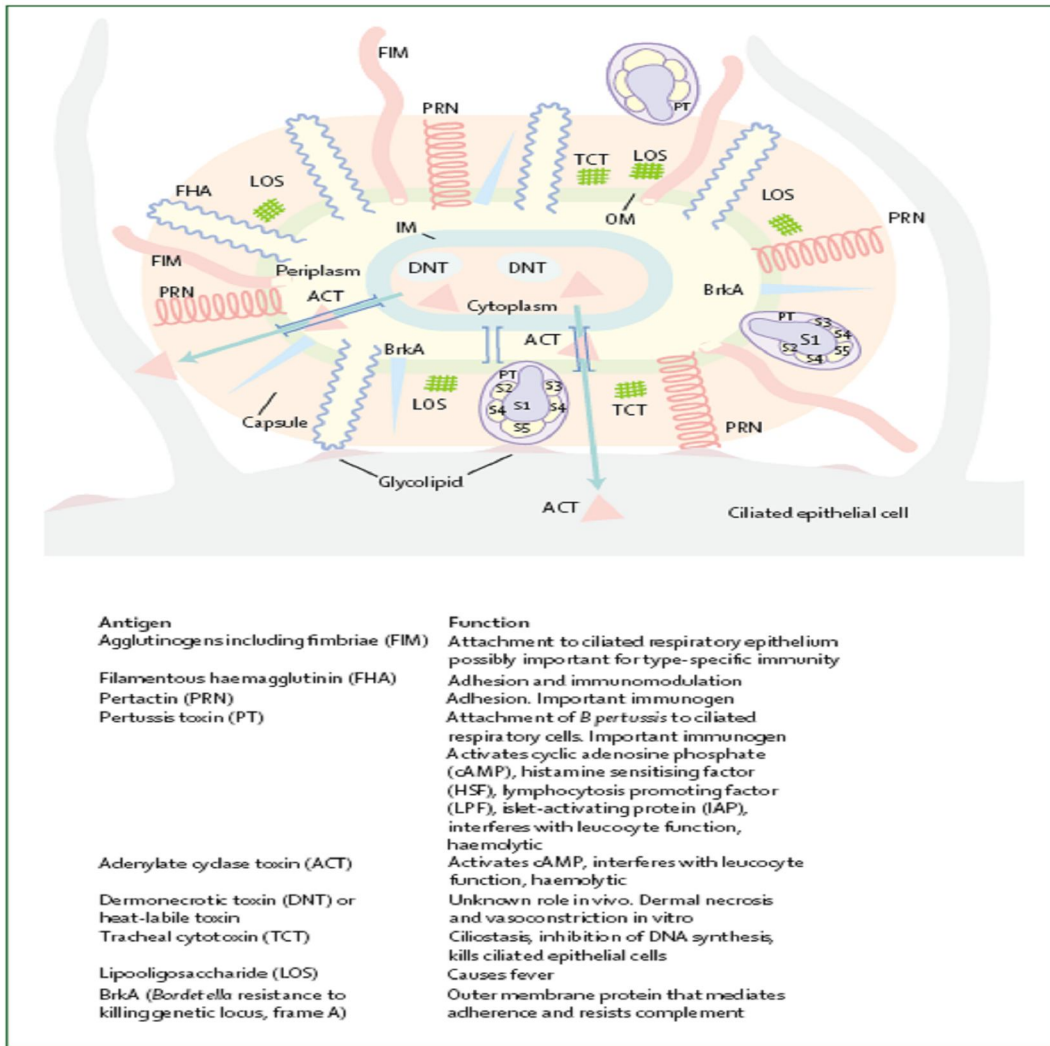 FIM
PRN
PT
TCT
LOS
FHA
LOS
LOS
OM
PRN
IM
FIM
DNT
DNT
Periplasm
PRN
ACT
Cytoplasm
BrkA
PT
S3
S4
S1
S2
S5
S4
ACT
BrkA
PT
S2
S3
S4
S1
S4
S5
LOS
TCT
Capsule
PRN
Glycolipid
ACT
Ciliated epithelial cell
Antigen Function
Agglutinogens including fimbriae (FIM) Attachment to ciliated respiratory epithelium
possibly important for type-specific immunity
Filamentous haemagglutinin (FHA) Adhesion and immunomodulation
Pertactin (PRN) Adhesion. Important immunogen
Pertussis toxin (PT) Attachment of B pertussis to ciliated
respiratory cells. Important immunogen
Activates cyclic adenosine phosphate
(cAMP), histamine sensitising factor
(HSF), lymphocytosis promoting factor
(LPF), islet-activating protein (IAP),
interferes with leucocyte function,
haemolytic
Adenylate cyclase toxin (ACT) Activates cAMP, interferes with leucocyte
function, haemolytic
Dermonecrotic toxin (DNT) or Unknown role in vivo. Dermal necrosis
heat-labile toxin and vasoconstriction in vitro
Tracheal cytotoxin (TCT) Ciliostasis, inhibition of DNA synthesis,
kills ciliated epithelial cells
Lipooligosaccharide (LOS) Causes fever
BrkA (Bordetella resistance to Outer membrane protein that mediates
killing genetic locus, frame A) adherence and resists complement